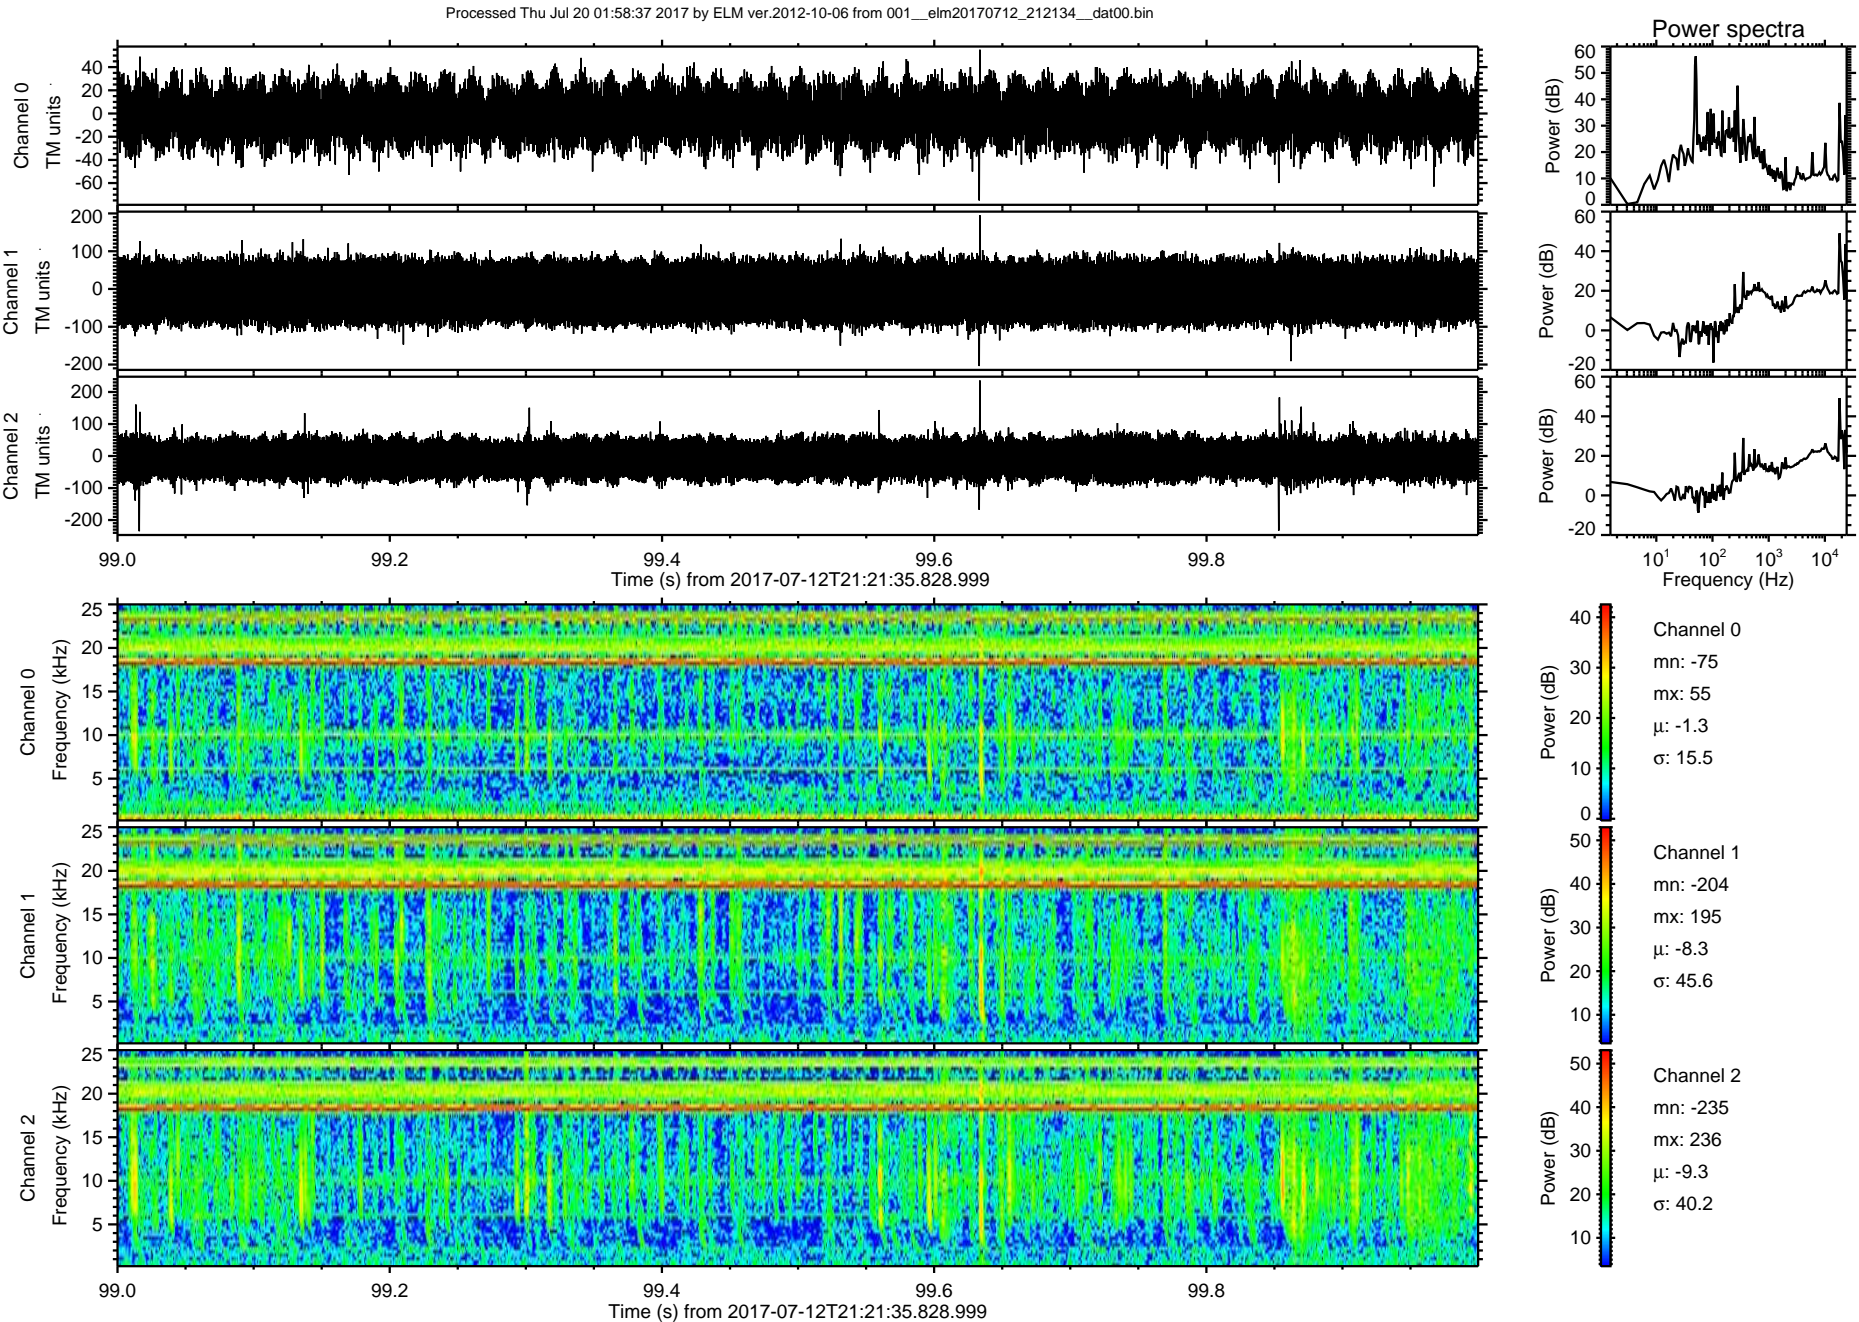 Processed Thu Jul 20 01:58:37 2017 by ELM ver.2012-10-06 from 001__elm20170712_212134__dat00.bin
Power spectra
Channel 0
TM units
40
20
0
-20
-40
-60
Power (dB)
60
50
40
30
20
10
0
Channel 1
TM units
200
100
0
-100
-200
Power (dB)
60
40
20
0
-20
Channel 2
TM units
200
100
0
-100
-200
Power (dB)
60
40
20
0
-20
99.0 99.2 99.4 99.6 99.8
Time (s) from 2017-07-12T21:21:35.828.999
10¹ 10² 10³ 10⁴
Frequency (Hz)
Channel 0
Frequency (kHz)
25
20
15
10
5
Power (dB)
40
30
20
10
0
Channel 0
mn: -75
mx: 55
µ: -1.3
σ: 15.5
Channel 1
Frequency (kHz)
25
20
15
10
5
Power (dB)
50
40
30
20
10
Channel 1
mn: -204
mx: 195
µ: -8.3
σ: 45.6
Channel 2
Frequency (kHz)
25
20
15
10
5
Power (dB)
50
40
30
20
10
Channel 2
mn: -235
mx: 236
µ: -9.3
σ: 40.2
99.0 99.2 99.4 99.6 99.8
Time (s) from 2017-07-12T21:21:35.828.999